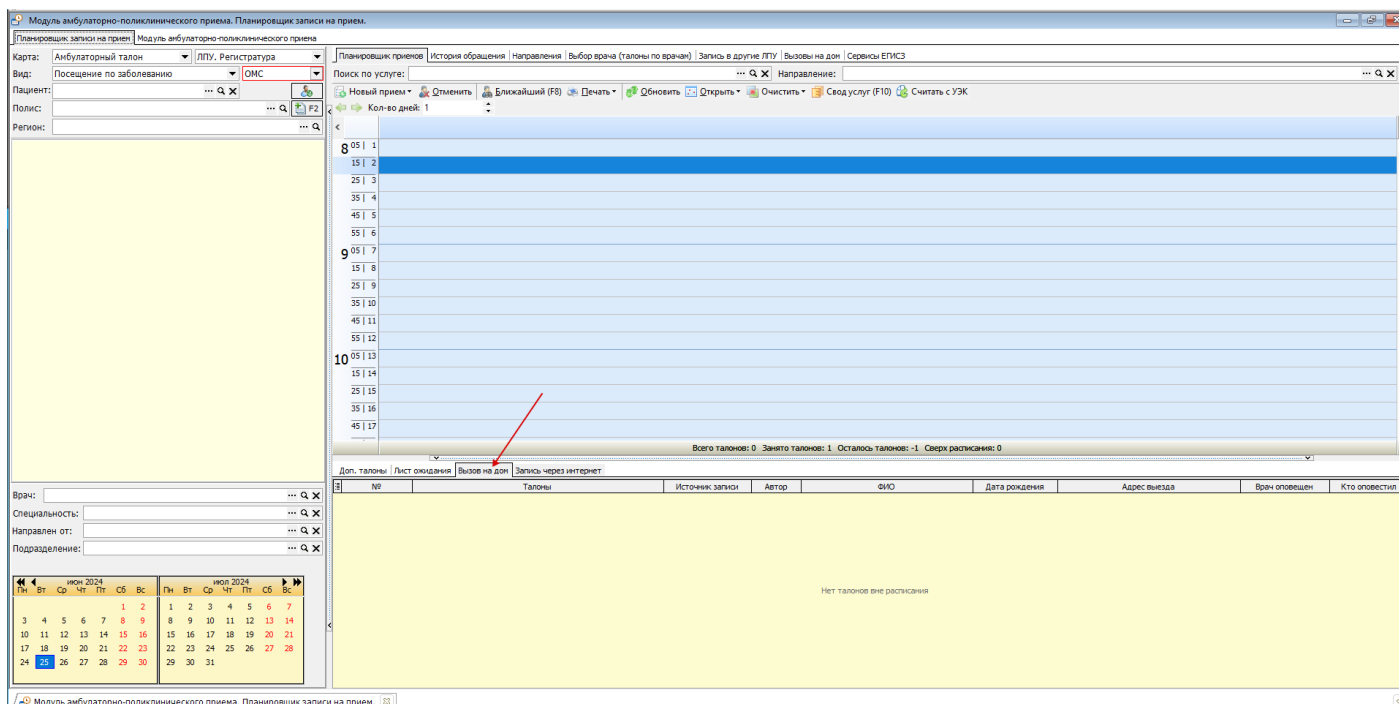 Модуль амбулаторно-поликлинического приема. Планировщик записи на прием.
Планировщик записи на прием Модуль амбулаторно-поликлинического приема
Карта: Амбулаторный талон ЛПУ. Регистратура
Вид: Посещение по заболеванию ОМС
Пациент:
Полис: F2
Регион:
Планировщик приемов История обращения Направления Выбор врача (талоны по врачам) Запись в другие ЛПУ Вызовы на дом Сервисы ЕГИСЗ
Поиск по услуге: Направление:
Новый прием Отменить Ближайший (F8) Печать Обновить Открыть Очистить Свод услуг (F10) Считать с УЭК
Кол-во дней: 1
8 05 | 1
15 | 2
25 | 3
35 | 4
45 | 5
55 | 6
9 05 | 7
15 | 8
25 | 9
35 | 10
45 | 11
55 | 12
10 05 | 13
15 | 14
25 | 15
35 | 16
45 | 17
Всего талонов: 0 Занято талонов: 1 Осталось талонов: -1 Сверх расписания: 0
Доп. талоны Лист ожидания Вызов на дом Запись через интернет
№ Талоны Источник записи Автор ФИО Дата рождения Адрес выезда Врач оповещен Кто оповестил
Нет талонов вне расписания
Врач:
Специальность:
Направлен от:
Подразделение:
июн 2024 июл 2024
Пн Вт Ср Чт Пт Сб Вс Пн Вт Ср Чт Пт Сб Вс
1 2 1 2 3 4 5 6 7
3 4 5 6 7 8 9 8 9 10 11 12 13 14
10 11 12 13 14 15 16 15 16 17 18 19 20 21
17 18 19 20 21 22 23 22 23 24 25 26 27 28
24 25 26 27 28 29 30 29 30 31
Модуль амбулаторно-поликлинического приема. Планировщик записи на прием.